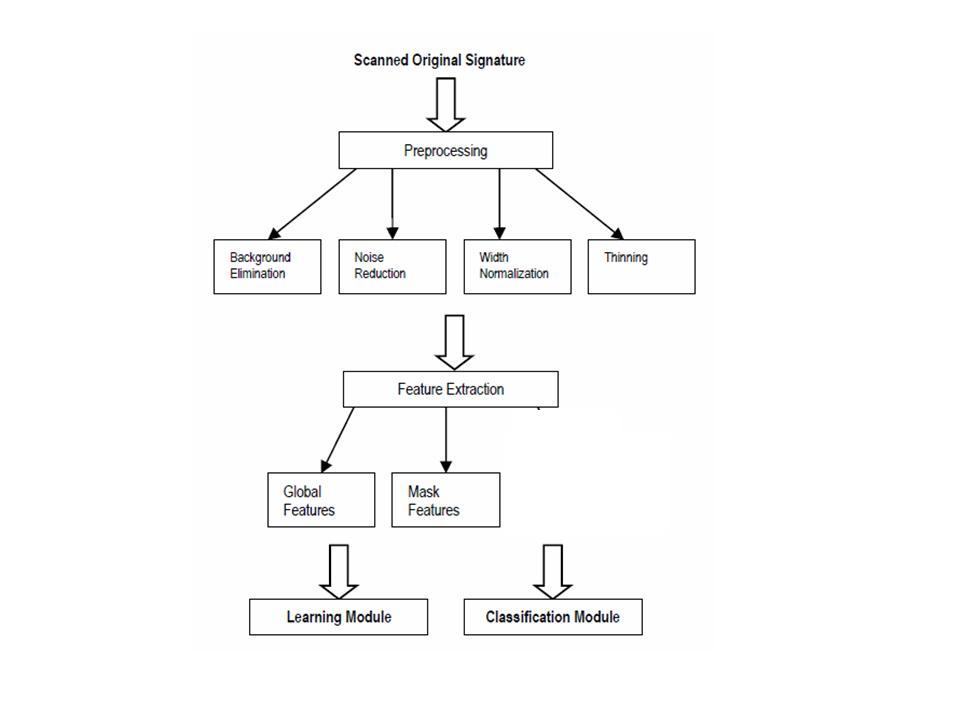 Scanned Original Signature
Preprocessing
Background
Elimination
Noise
Reduction
Width
Normalization
Thinning
Feature Extraction
Global
Features
Mask
Features
Learning Module
Classification Module